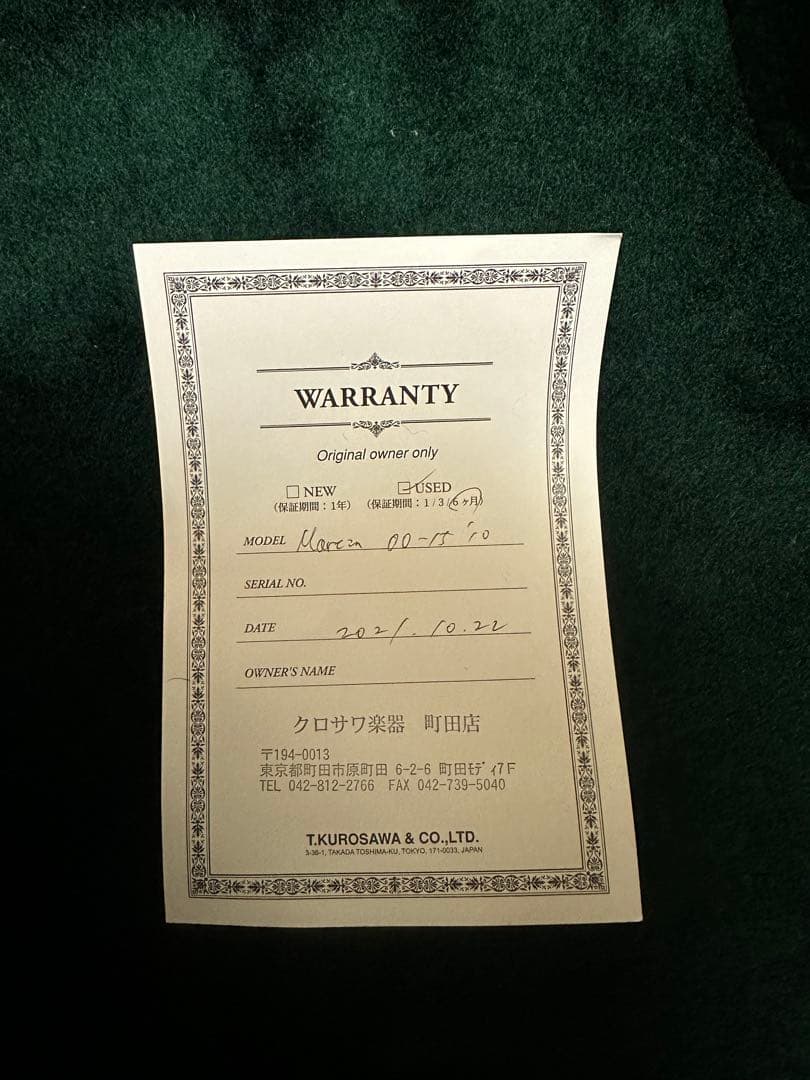 WARRANTY
Original owner only
□ NEW ☑ USED
(保証期間：1年) (保証期間：1/3/6ヶ月)
MODEL Martin 00-15 '10
SERIAL NO.
DATE 2021.10.22
OWNER'S NAME
クロサワ楽器 町田店
〒194-0013
東京都町田市原町田 6-2-6 町田ﾓﾃﾞｨ7F
TEL 042-812-2766 FAX 042-739-5040
T.KUROSAWA & CO.,LTD.
3-36-1, TAKADA TOSHIMA-KU, TOKYO, 171-0033, JAPAN